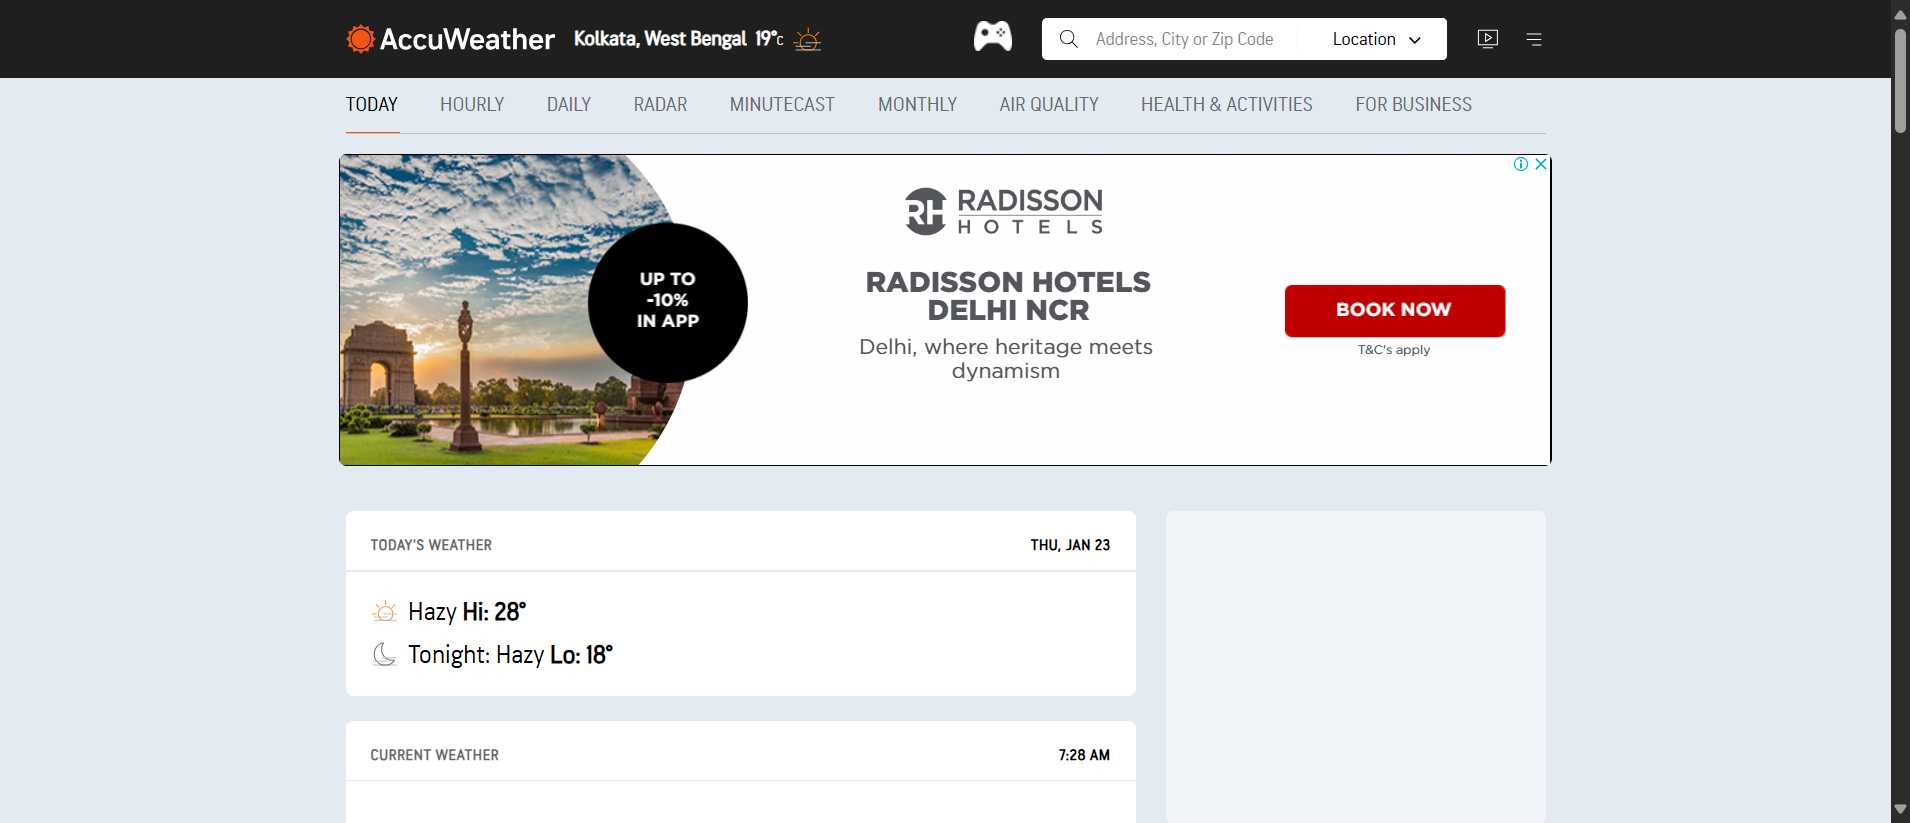 AccuWeather
Kolkata, West Bengal 19°C
Address, City or Zip Code
Location
TODAY HOURLY DAILY RADAR MINUTECAST MONTHLY AIR QUALITY HEALTH & ACTIVITIES FOR BUSINESS
UP TO
-10%
IN APP
RH RADISSON
HOTELS
RADISSON HOTELS
DELHI NCR
Delhi, where heritage meets
dynamism
BOOK NOW
T&C's apply
TODAY'S WEATHER THU, JAN 23
Hazy Hi: 28°
Tonight: Hazy Lo: 18°
CURRENT WEATHER 7:28 AM